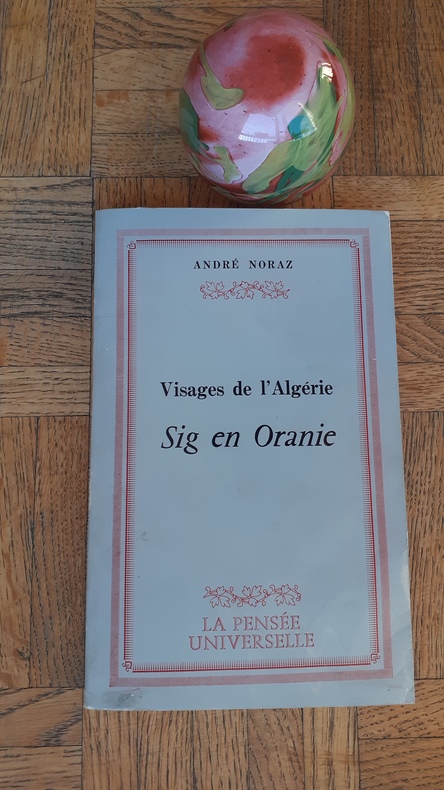 ANDRÉ NORAZ
Visages de l'Algérie
Sig en Oranie
LA PENSÉE
UNIVERSELLE